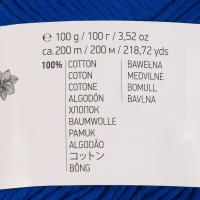 ℮ 100 g / 100 г / 3,52 oz
ca. 200 m / 200 м / 218,72 yds
100% COTTON BAWEŁNA
COTON MEDVILNĖ
COTONE BOMULL
ALGODÓN BAVLNA
ХЛОПОК
BAUMWOLLE
PAMUK
ALGODÃO
コットン
BÔNG